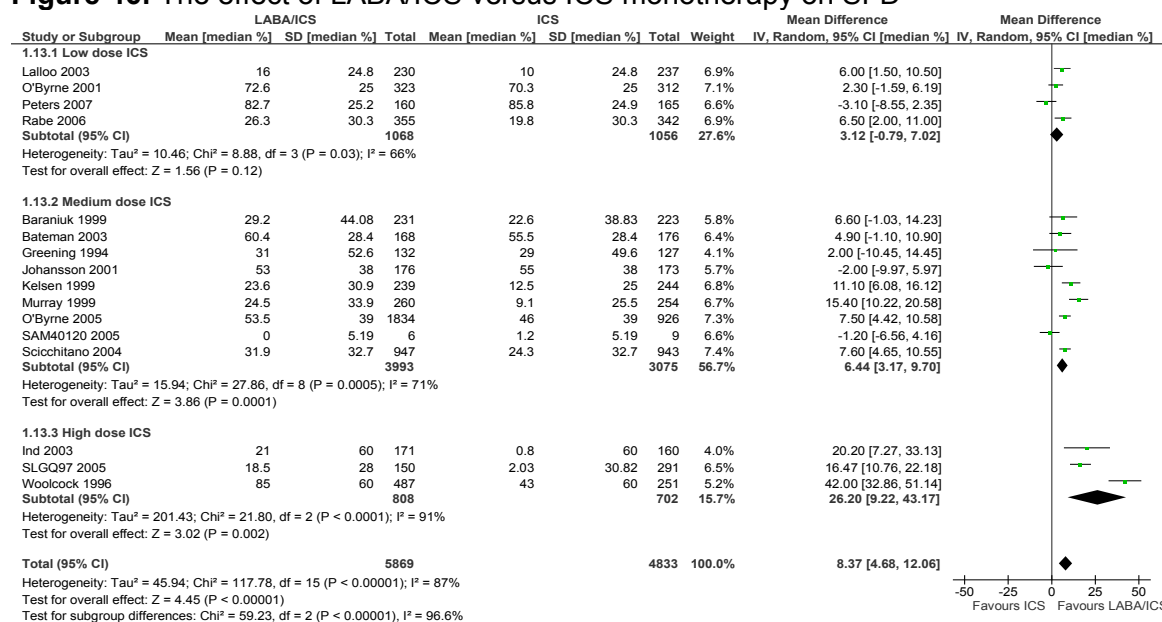 Figure 40: The effect of LABA/ICS versus ICS monotherapy on SFD
LABA/ICS ICS Mean Difference Mean Difference
Study or Subgroup Mean [median %] SD [median %] Total Mean [median %] SD [median %] Total Weight IV, Random, 95% CI [median %] IV, Random, 95% CI [median %]
1.13.1 Low dose ICS
Lalloo 2003 16 24.8 230 10 24.8 237 6.9% 6.00 [1.50, 10.50]
O'Byrne 2001 72.6 25 323 70.3 25 312 7.1% 2.30 [-1.59, 6.19]
Peters 2007 82.7 25.2 160 85.8 24.9 165 6.6% -3.10 [-8.55, 2.35]
Rabe 2006 26.3 30.3 355 19.8 30.3 342 6.9% 6.50 [2.00, 11.00]
Subtotal (95% CI) 1068 1056 27.6% 3.12 [-0.79, 7.02]
Heterogeneity: Tau² = 10.46; Chi² = 8.88, df = 3 (P = 0.03); I² = 66%
Test for overall effect: Z = 1.56 (P = 0.12)
1.13.2 Medium dose ICS
Baraniuk 1999 29.2 44.08 231 22.6 38.83 223 5.8% 6.60 [-1.03, 14.23]
Bateman 2003 60.4 28.4 168 55.5 28.4 176 6.4% 4.90 [-1.10, 10.90]
Greening 1994 31 52.6 132 29 49.6 127 4.1% 2.00 [-10.45, 14.45]
Johansson 2001 53 38 176 55 38 173 5.7% -2.00 [-9.97, 5.97]
Kelsen 1999 23.6 30.9 239 12.5 25 244 6.8% 11.10 [6.08, 16.12]
Murray 1999 24.5 33.9 260 9.1 25.5 254 6.7% 15.40 [10.22, 20.58]
O'Byrne 2005 53.5 39 1834 46 39 926 7.3% 7.50 [4.42, 10.58]
SAM40120 2005 0 5.19 6 1.2 5.19 9 6.6% -1.20 [-6.56, 4.16]
Scicchitano 2004 31.9 32.7 947 24.3 32.7 943 7.4% 7.60 [4.65, 10.55]
Subtotal (95% CI) 3993 3075 56.7% 6.44 [3.17, 9.70]
Heterogeneity: Tau² = 15.94; Chi² = 27.86, df = 8 (P = 0.0005); I² = 71%
Test for overall effect: Z = 3.86 (P = 0.0001)
1.13.3 High dose ICS
Ind 2003 21 60 171 0.8 60 160 4.0% 20.20 [7.27, 33.13]
SLGQ97 2005 18.5 28 150 2.03 30.82 291 6.5% 16.47 [10.76, 22.18]
Woolcock 1996 85 60 487 43 60 251 5.2% 42.00 [32.86, 51.14]
Subtotal (95% CI) 808 702 15.7% 26.20 [9.22, 43.17]
Heterogeneity: Tau² = 201.43; Chi² = 21.80, df = 2 (P < 0.0001); I² = 91%
Test for overall effect: Z = 3.02 (P = 0.002)
Total (95% CI) 5869 4833 100.0% 8.37 [4.68, 12.06]
Heterogeneity: Tau² = 45.94; Chi² = 117.78, df = 15 (P < 0.00001); I² = 87%
Test for overall effect: Z = 4.45 (P < 0.00001)
Test for subgroup differences: Chi² = 59.23, df = 2 (P < 0.00001), I² = 96.6%
-50 -25 0 25 50
Favours ICS Favours LABA/ICS